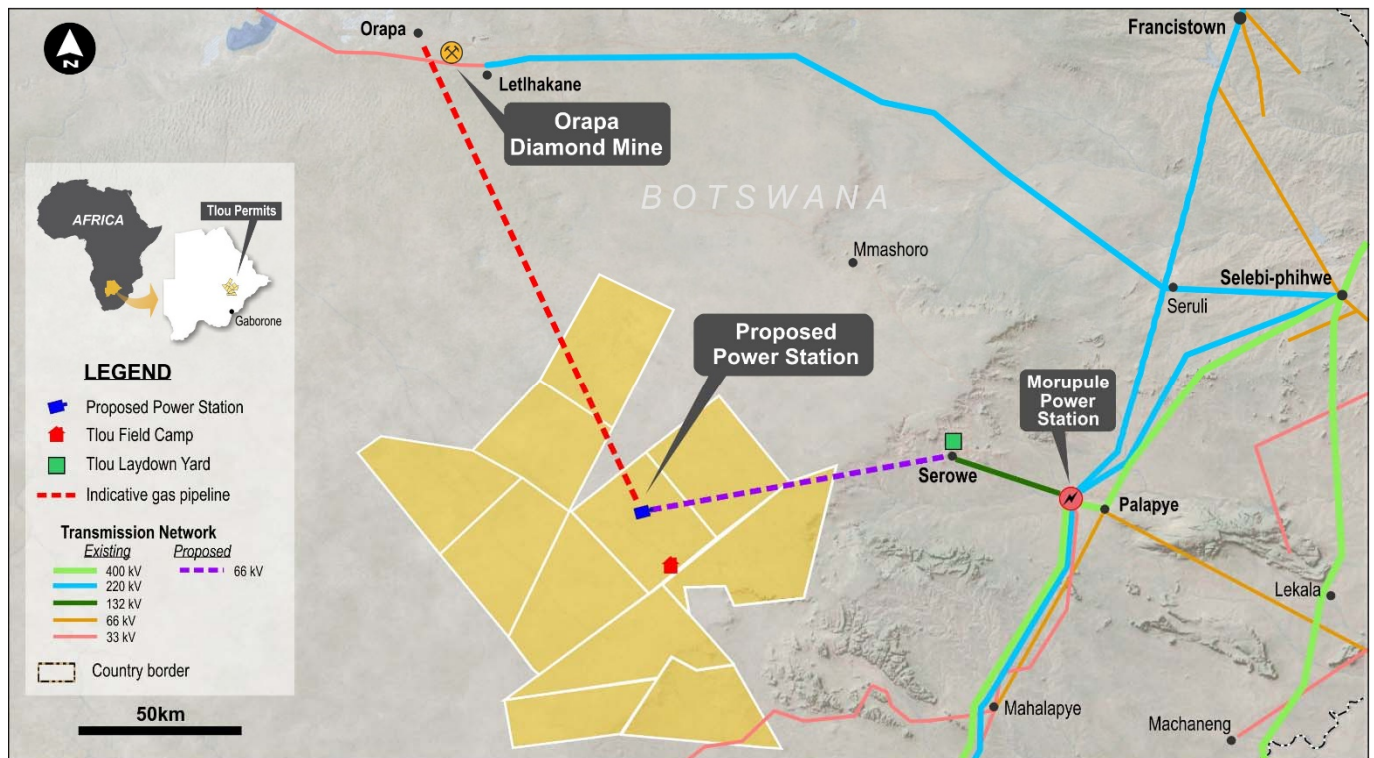 Orapa
Letlhakane
Orapa
Diamond Mine
Francistown
BOTSWANA
Mmashoro
Selebi-phihwe
Seruli
Proposed
Power Station
Morupule
Power
Station
Serowe
Palapye
Lekala
Mahalapye
Machaneng
N
AFRICA
Tlou Permits
Gaborone
LEGEND
Proposed Power Station
Tlou Field Camp
Tlou Laydown Yard
Indicative gas pipeline
Transmission Network
Existing
Proposed
400 kV
66 kV
220 kV
132 kV
66 kV
33 kV
Country border
50km